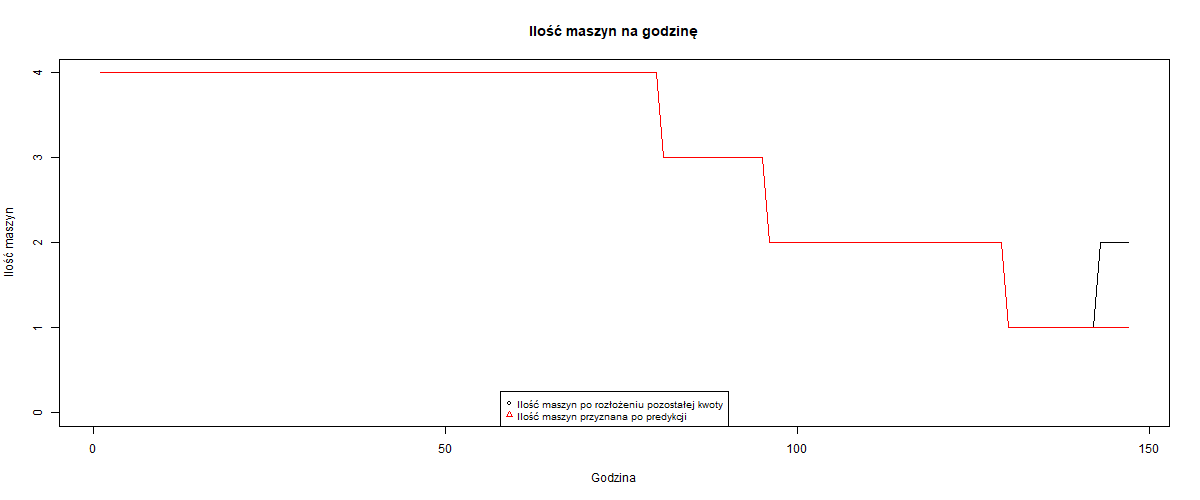 Ilość maszyn na godzinę
Ilość maszyn
4
3
2
1
0
Ilość maszyn po rozłożeniu pozostałej kwoty
Ilość maszyn przyznana po predykcji
0 50 100 150
Godzina